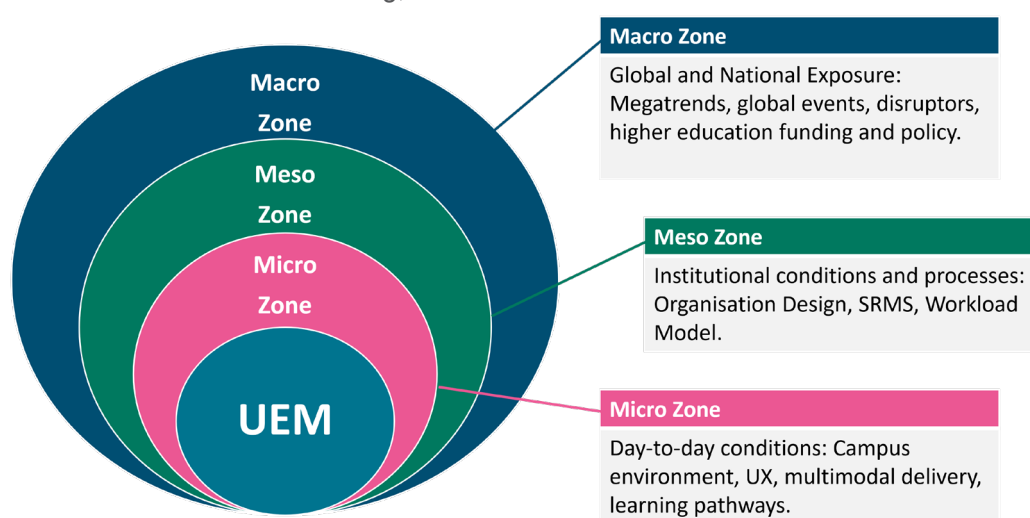 Macro
Zone
Meso
Zone
Micro
Zone
UEM
Macro Zone
Global and National Exposure:
Megatrends, global events, disruptors,
higher education funding and policy.
Meso Zone
Institutional conditions and processes:
Organisation Design, SRMS, Workload
Model.
Micro Zone
Day-to-day conditions: Campus
environment, UX, multimodal delivery,
learning pathways.